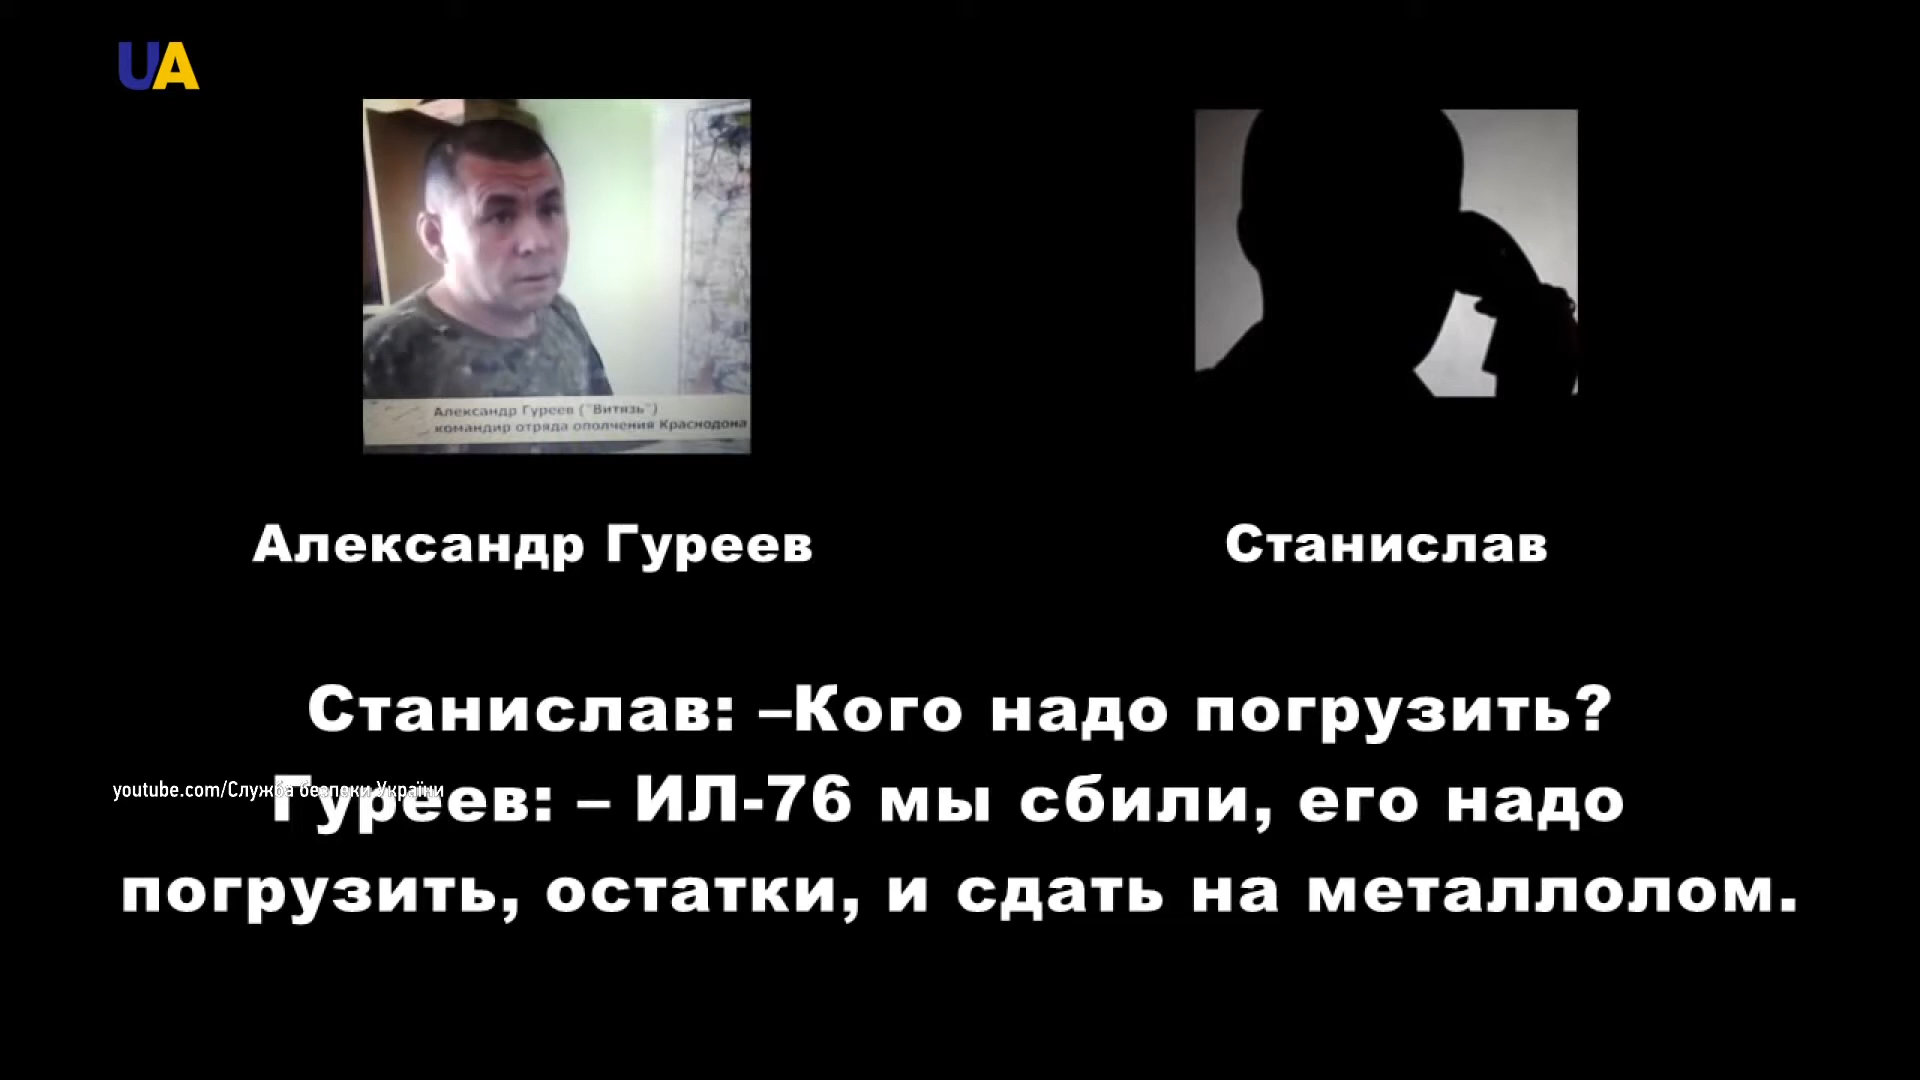 UA
Александр Гуреев ("Витязь")
командир отряда ополчения Краснодона
Александр Гуреев
Станислав
Станислав: –Кого надо погрузить?
youtube.com/Служба безпеки України
Гуреев: – ИЛ-76 мы сбили, его надо
погрузить, остатки, и сдать на металлолом.